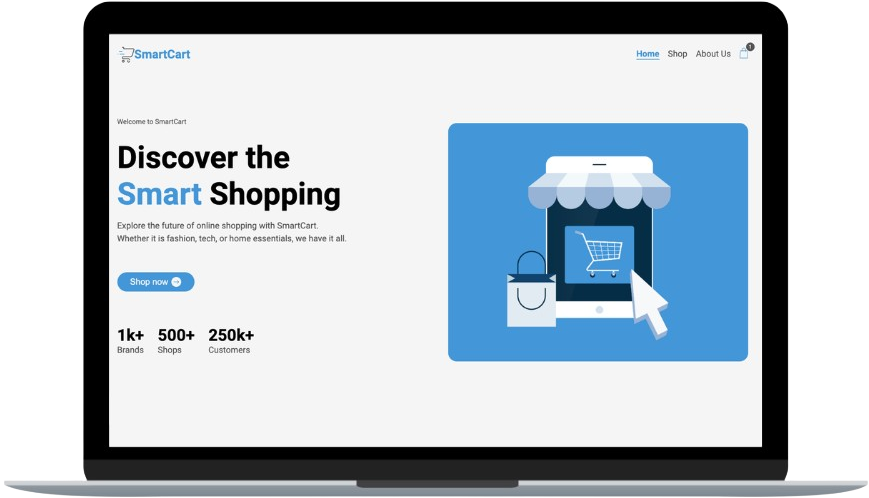 SmartCart
Home Shop About Us 1
Welcome to SmartCart
Discover the
Smart Shopping
Explore the future of online shopping with SmartCart.
Whether it is fashion, tech, or home essentials, we have it all.
Shop now
1k+ 500+ 250k+
Brands Shops Customers